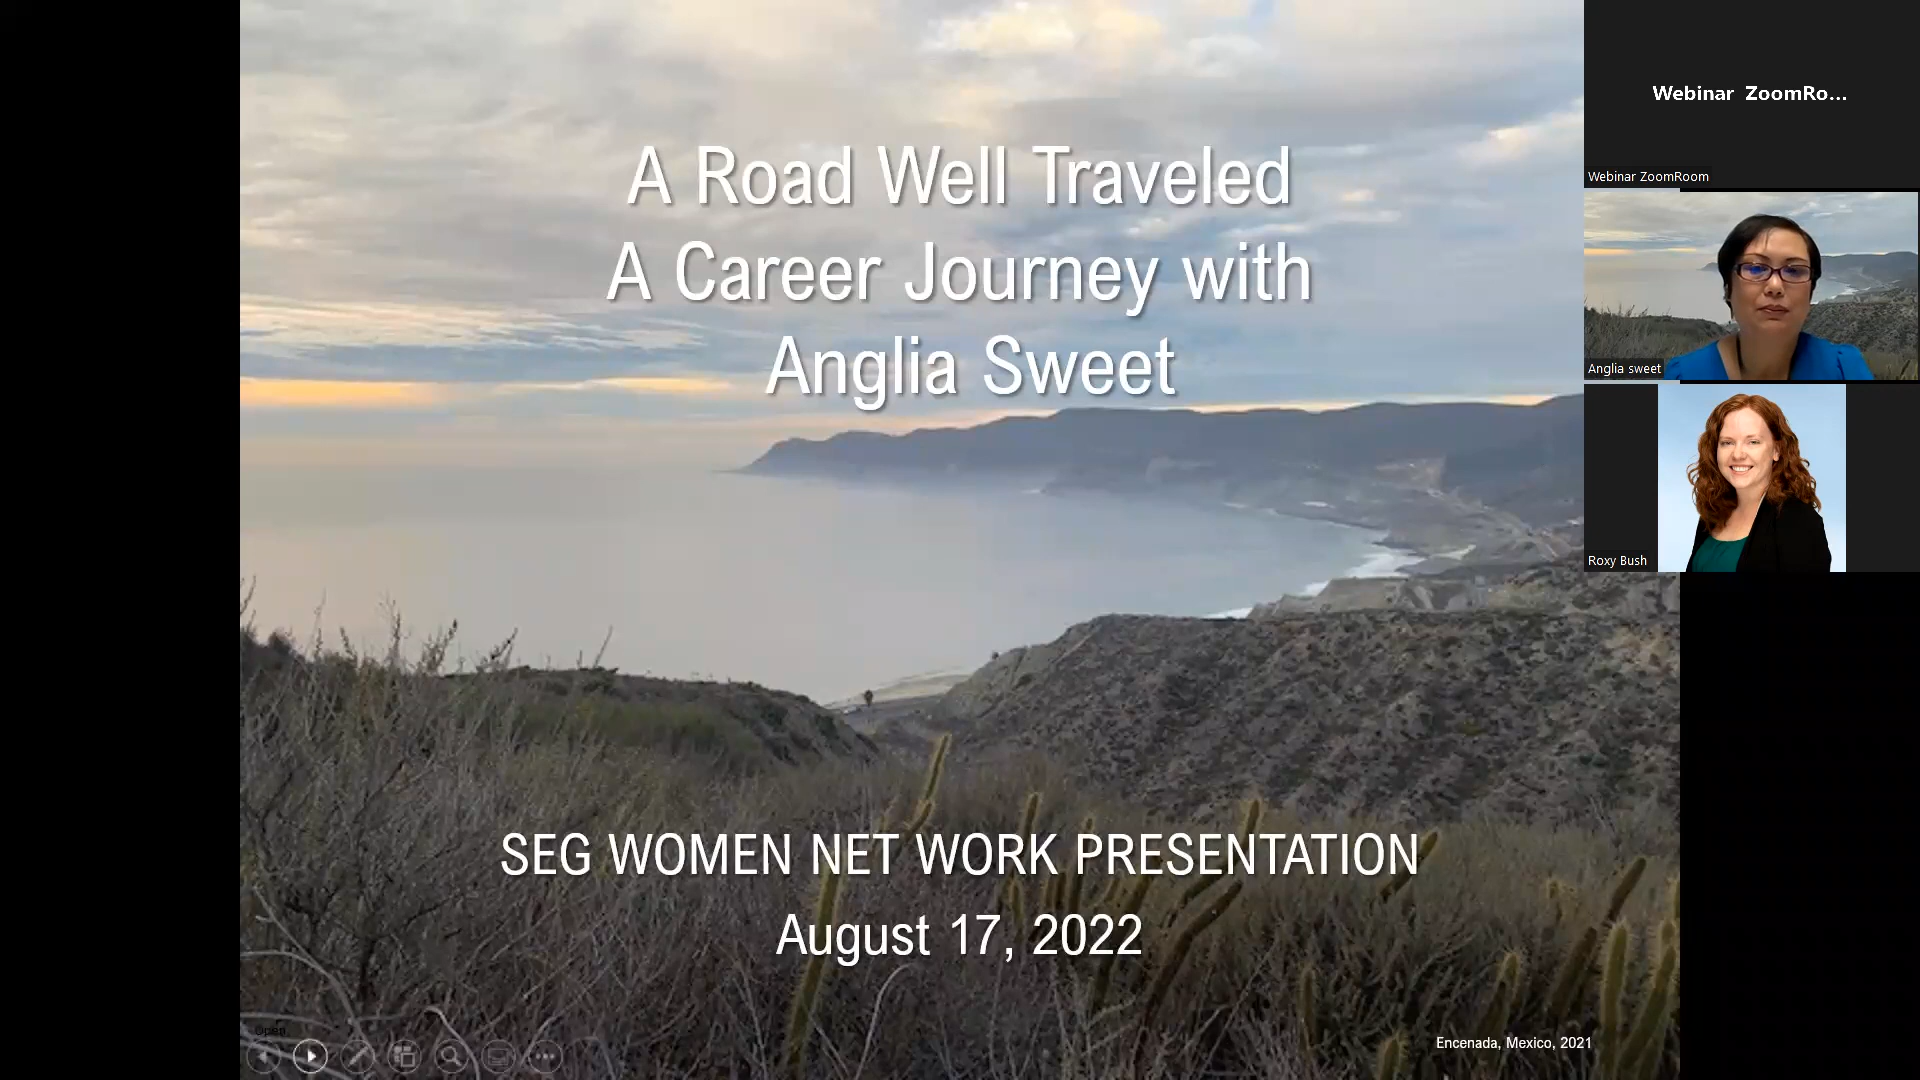 A Road Well Traveled
A Career Journey with
Anglia Sweet
SEG WOMEN NET WORK PRESENTATION
August 17, 2022
Encenada, Mexico, 2021
Open
Webinar ZoomRo...
Webinar ZoomRoom
Anglia sweet
Roxy Bush